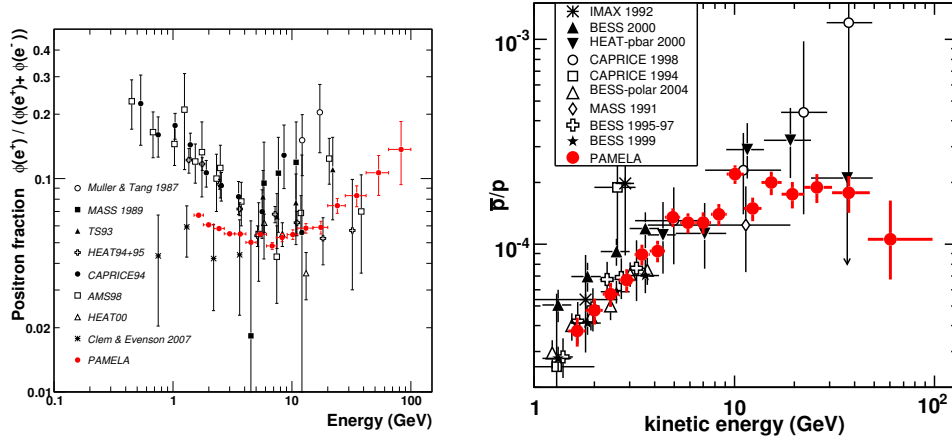 Positron fraction φ(e⁺) / (φ(e⁺)+ φ(e⁻))
0.4
0.3
0.2
0.1
0.02
0.01
Muller & Tang 1987
MASS 1989
TS93
HEAT94+95
CAPRICE94
AMS98
HEAT00
Clem & Evenson 2007
PAMELA
0.1
1
10
100
Energy (GeV)
p̅/p
10⁻³
10⁻⁴
IMAX 1992
BESS 2000
HEAT-pbar 2000
CAPRICE 1998
CAPRICE 1994
BESS-polar 2004
MASS 1991
BESS 1995-97
BESS 1999
PAMELA
1
10
10²
kinetic energy (GeV)